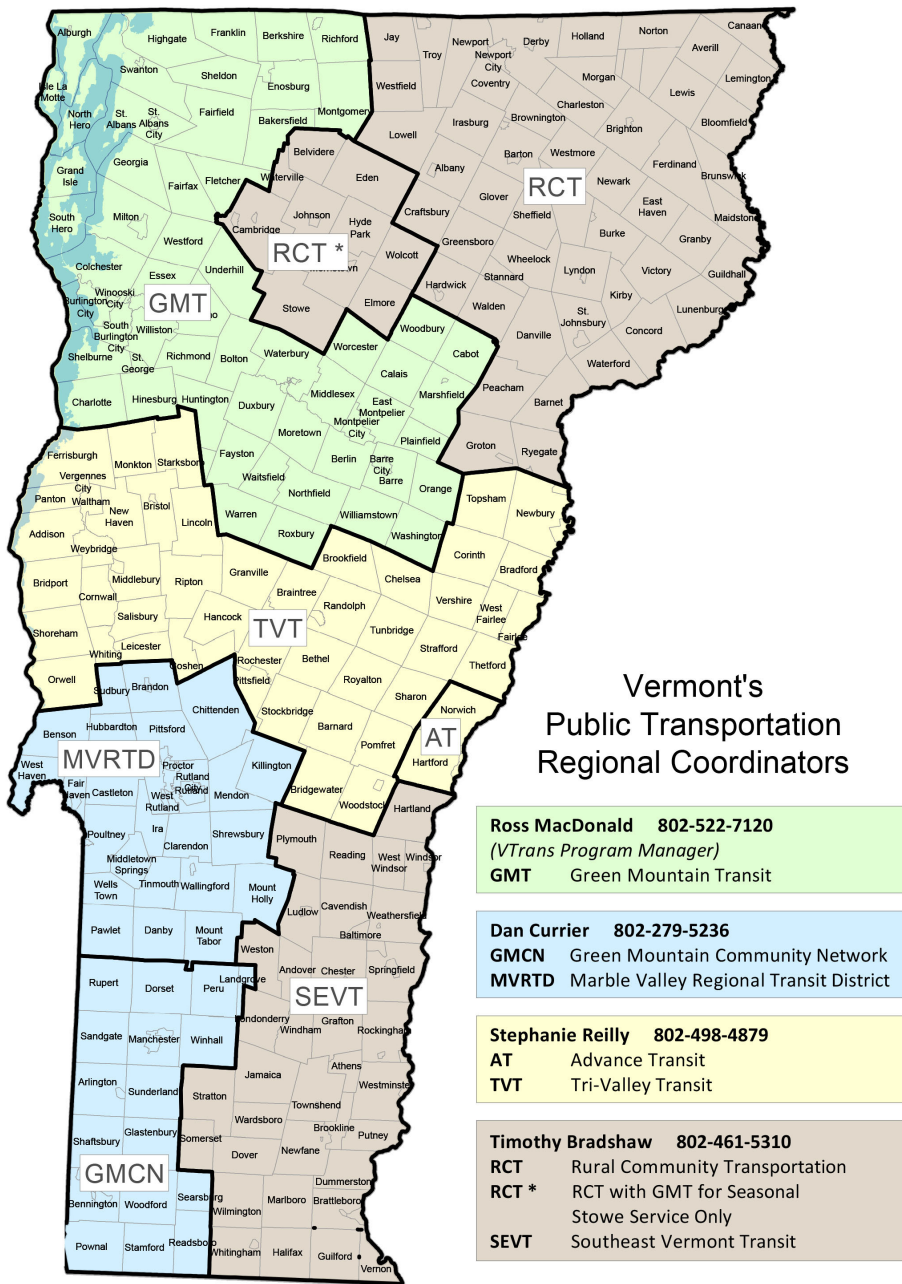 Alburgh
Highgate
Franklin
Berkshire
Richford
Jay
Troy
Newport
Derby
Holland
Norton
Canaan
Averill
Newport
City
Swanton
Sheldon
Enosburg
Westfield
Coventry
Morgan
Lewis
Lemington
Isle La
Motte
North
Hero
St.
Albans
St.
Albans
City
Fairfield
Bakersfield
Montgomery
Lowell
Irasburg
Brownington
Charleston
Brighton
Bloomfield
Georgia
Belvidere
Barton
Westmore
Ferdinand
Brunswick
Grand
Isle
Fairfax
Fletcher
Waterville
Eden
Albany
Glover
RCT
Newark
East
Haven
Maidstone
South
Hero
Milton
Cambridge
Johnson
Hyde
Park
Craftsbury
Sheffield
Burke
Granby
Westford
RCT *
Wolcott
Greensboro
Wheelock
Lyndon
Victory
Guildhall
Colchester
Essex
Underhill
Stannard
Hardwick
Kirby
Winooski
City
Burlington
City
GMT
Stowe
Elmore
Walden
St.
Johnsbury
Lunenburg
Concord
South
Burlington
City
Williston
Woodbury
Danville
Waterford
Shelburne
St.
George
Richmond
Bolton
Waterbury
Worcester
Cabot
Calais
Peacham
Barnet
Charlotte
Hinesburg
Huntington
Duxbury
Middlesex
East
Montpelier
Marshfield
Montpelier
City
Moretown
Plainfield
Groton
Ryegate
Ferrisburgh
Monkton
Starksboro
Fayston
Berlin
Barre
City
Barre
Vergennes
City
Waitsfield
Northfield
Orange
Topsham
Newbury
Panton
Waltham
New
Haven
Bristol
Lincoln
Warren
Williamstown
Washington
Roxbury
Addison
Weybridge
Brookfield
Corinth
Bradford
Bridport
Middlebury
Ripton
Granville
Chelsea
Cornwall
Braintree
Randolph
Vershire
West
Fairlee
Salisbury
Hancock
TVT
Tunbridge
Fairlee
Shoreham
Leicester
Whiting
Goshen
Rochester
Bethel
Strafford
Thetford
Orwell
Sudbury
Brandon
Pittsfield
Royalton
Sharon
Chittenden
Stockbridge
Norwich
Benson
Hubbardton
Pittsford
Barnard
Pomfret
AT
Hartford
MVRTD
West
Haven
Proctor
Rutland
City
Rutland
Killington
Fair
Haven
Castleton
West
Rutland
Mendon
Bridgewater
Woodstock
Hartland
Poultney
Ira
Clarendon
Shrewsbury
Plymouth
Reading
West
Windsor
Windsor
Middletown
Springs
Wells
Town
Tinmouth
Wallingford
Mount
Holly
Ludlow
Cavendish
Weathersfield
Baltimore
Pawlet
Danby
Mount
Tabor
Weston
Andover
Chester
Springfield
Rupert
Dorset
Peru
Landgrove
SEVT
Londonderry
Windham
Grafton
Rockingham
Sandgate
Manchester
Winhall
Jamaica
Athens
Westminster
Arlington
Sunderland
Stratton
Townshend
Wardsboro
Brookline
Putney
Shaftsbury
Glastenbury
Somerset
Dover
Newfane
GMCN
Searsburg
Dummerston
Bennington
Woodford
Wilmington
Marlboro
Brattleboro
Pownal
Stamford
Readsboro
Whitingham
Halifax
Guilford
Vernon
Vermont's
Public Transportation
Regional Coordinators
Ross MacDonald 802-522-7120
(VTrans Program Manager)
GMT Green Mountain Transit
Dan Currier 802-279-5236
GMCN Green Mountain Community Network
MVRTD Marble Valley Regional Transit District
Stephanie Reilly 802-498-4879
AT Advance Transit
TVT Tri-Valley Transit
Timothy Bradshaw 802-461-5310
RCT Rural Community Transportation
RCT * RCT with GMT for Seasonal
Stowe Service Only
SEVT Southeast Vermont Transit